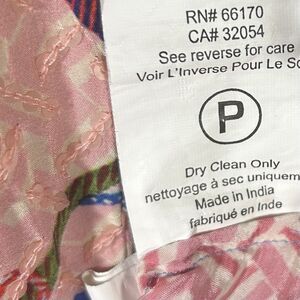 RN# 66170
CA# 32054
See reverse for care
Voir L'Inverse Pour Le
P
Dry Clean Only
nettoyage à sec
Made in India
fabriqué en Inde